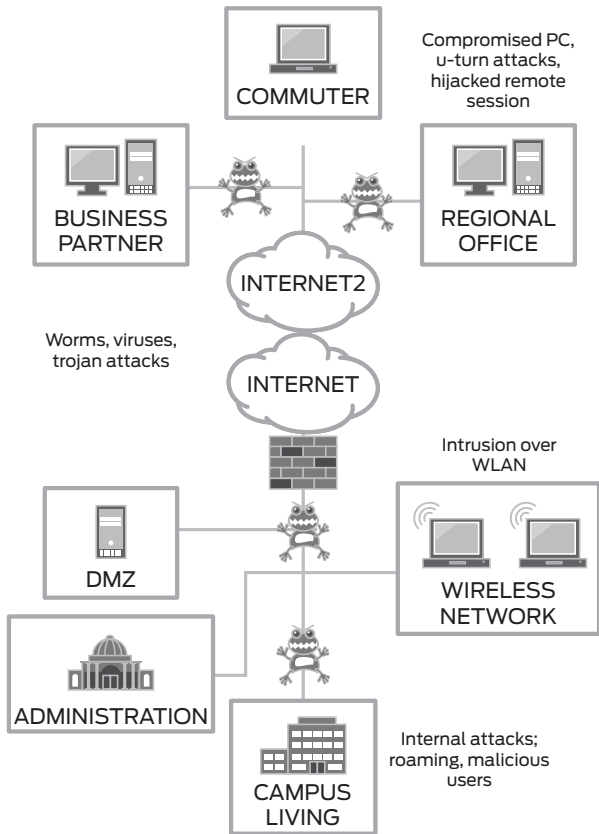 COMMUTER
Compromised PC,
u-turn attacks,
hijacked remote
session
BUSINESS
PARTNER
REGIONAL
OFFICE
INTERNET2
Worms, viruses,
trojan attacks
INTERNET
Intrusion over
WLAN
DMZ
WIRELESS
NETWORK
ADMINISTRATION
CAMPUS
LIVING
Internal attacks;
roaming, malicious
users